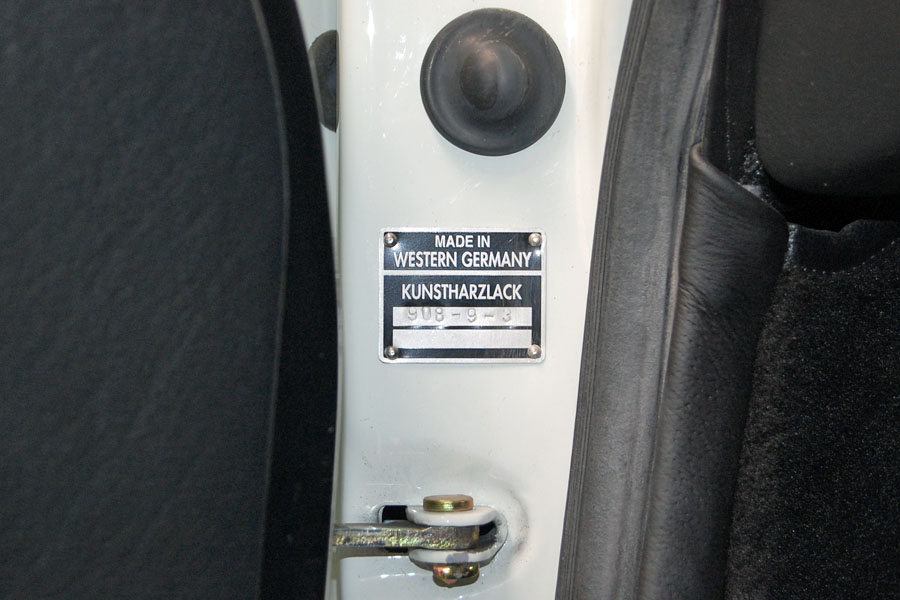 MADE IN
WESTERN GERMANY
KUNSTHARZLACK
908-9-3